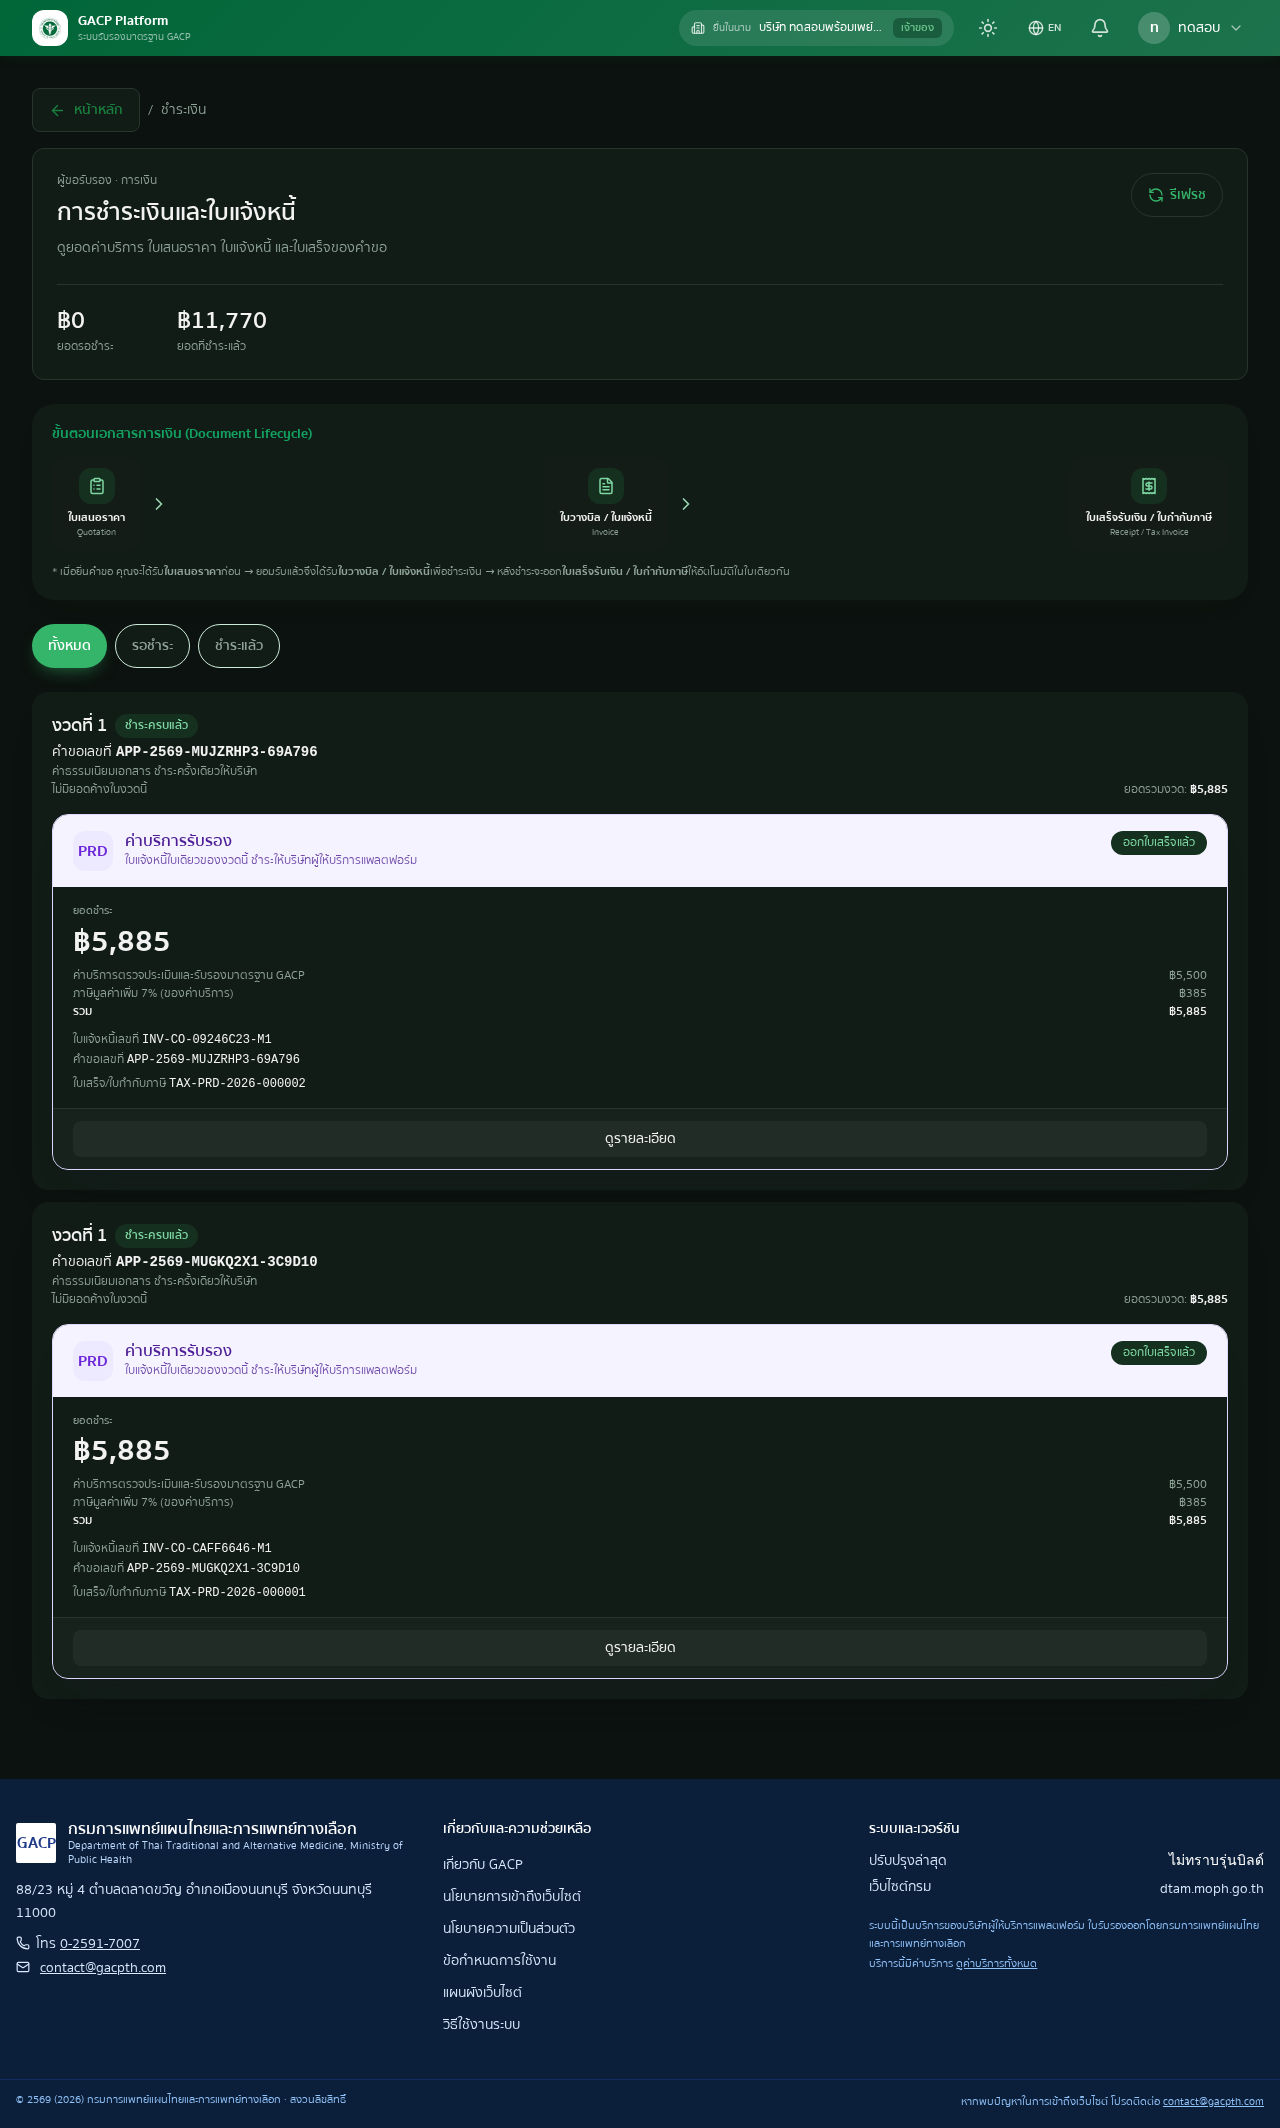 GACP Platform
ระบบรับรองมาตรฐาน GACP
ยื่นในนาม บริษัท ทดสอบพร้อมเพย์... เจ้าของ
EN
ท ทดสอบ
หน้าหลัก / ชำระเงิน
ผู้ขอรับรอง · การเงิน
การชำระเงินและใบแจ้งหนี้
รีเฟรช
ดูยอดค่าบริการ ใบเสนอราคา ใบแจ้งหนี้ และใบเสร็จของคำขอ
฿0
ยอดรอชำระ
฿11,770
ยอดที่ชำระแล้ว
ขั้นตอนเอกสารการเงิน (Document Lifecycle)
ใบเสนอราคา
Quotation
ใบวางบิล / ใบแจ้งหนี้
Invoice
ใบเสร็จรับเงิน / ใบกำกับภาษี
Receipt / Tax Invoice
* เมื่อยื่นคำขอ คุณจะได้รับใบเสนอราคาก่อน → ยอมรับแล้วจึงได้รับใบวางบิล / ใบแจ้งหนี้เพื่อชำระเงิน → หลังชำระจะออกใบเสร็จรับเงิน / ใบกำกับภาษีให้อัตโนมัติในใบเดียวกัน
ทั้งหมด
รอชำระ
ชำระแล้ว
งวดที่ 1 ชำระครบแล้ว
คำขอเลขที่ APP-2569-MUJZRHP3-69A796
ค่าธรรมเนียมเอกสาร ชำระครั้งเดียวให้บริษัท
ไม่มียอดค้างในงวดนี้
ยอดรวมงวด: ฿5,885
PRD
ค่าบริการรับรอง
ใบแจ้งหนี้ใบเดียวของงวดนี้ ชำระให้บริษัทผู้ให้บริการแพลตฟอร์ม
ออกใบเสร็จแล้ว
ยอดชำระ
฿5,885
ค่าบริการตรวจประเมินและรับรองมาตรฐาน GACP ฿5,500
ภาษีมูลค่าเพิ่ม 7% (ของค่าบริการ) ฿385
รวม ฿5,885
ใบแจ้งหนี้เลขที่ INV-CO-09246C23-M1
คำขอเลขที่ APP-2569-MUJZRHP3-69A796
ใบเสร็จ/ใบกำกับภาษี TAX-PRD-2026-000002
ดูรายละเอียด
งวดที่ 1 ชำระครบแล้ว
คำขอเลขที่ APP-2569-MUGKQ2X1-3C9D10
ค่าธรรมเนียมเอกสาร ชำระครั้งเดียวให้บริษัท
ไม่มียอดค้างในงวดนี้
ยอดรวมงวด: ฿5,885
PRD
ค่าบริการรับรอง
ใบแจ้งหนี้ใบเดียวของงวดนี้ ชำระให้บริษัทผู้ให้บริการแพลตฟอร์ม
ออกใบเสร็จแล้ว
ยอดชำระ
฿5,885
ค่าบริการตรวจประเมินและรับรองมาตรฐาน GACP ฿5,500
ภาษีมูลค่าเพิ่ม 7% (ของค่าบริการ) ฿385
รวม ฿5,885
ใบแจ้งหนี้เลขที่ INV-CO-CAFF6646-M1
คำขอเลขที่ APP-2569-MUGKQ2X1-3C9D10
ใบเสร็จ/ใบกำกับภาษี TAX-PRD-2026-000001
ดูรายละเอียด
GACP
กรมการแพทย์แผนไทยและการแพทย์ทางเลือก
Department of Thai Traditional and Alternative Medicine, Ministry of
Public Health
88/23 หมู่ 4 ตำบลตลาดขวัญ อำเภอเมืองนนทบุรี จังหวัดนนทบุรี
11000
โทร 0-2591-7007
contact@gacpth.com
เกี่ยวกับและความช่วยเหลือ
เกี่ยวกับ GACP
นโยบายการเข้าถึงเว็บไซต์
นโยบายความเป็นส่วนตัว
ข้อกำหนดการใช้งาน
แผนผังเว็บไซต์
วิธีใช้งานระบบ
ระบบและเวอร์ชัน
ปรับปรุงล่าสุด ไม่ทราบรุ่นบิลด์
เว็บไซต์กรม dtam.moph.go.th
ระบบนี้เป็นบริการของบริษัทผู้ให้บริการแพลตฟอร์ม ใบรับรองออกโดยกรมการแพทย์แผนไทย
และการแพทย์ทางเลือก
บริการนี้มีค่าบริการ ดูค่าบริการทั้งหมด
© 2569 (2026) กรมการแพทย์แผนไทยและการแพทย์ทางเลือก · สงวนลิขสิทธิ์
หากพบปัญหาในการเข้าถึงเว็บไซต์ โปรดติดต่อ contact@gacpth.com